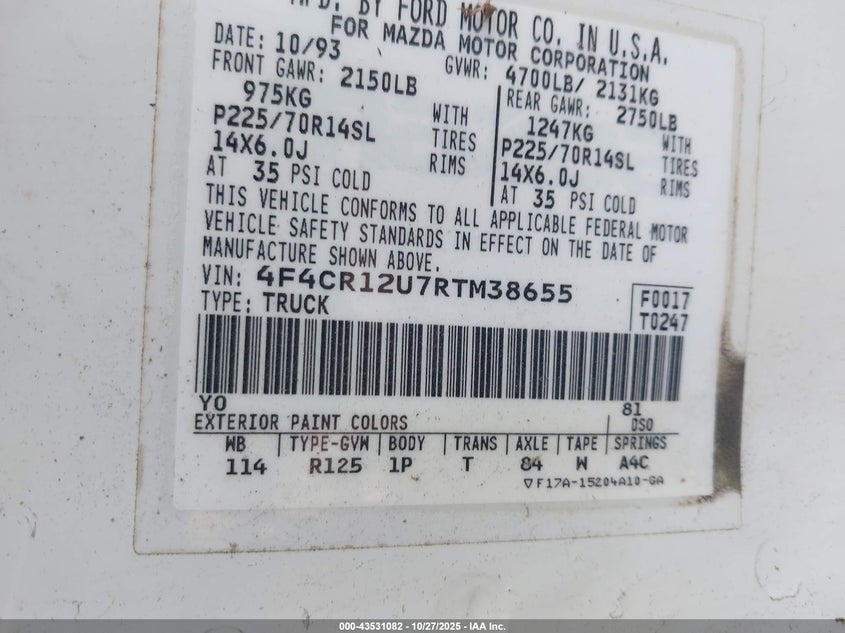 MFD. BY FORD MOTOR CO. IN U.S.A.
FOR MAZDA MOTOR CORPORATION
DATE: 10/93 GVWR: 4700LB/ 2131KG
FRONT GAWR: 2150LB REAR GAWR: 2750LB
975KG WITH 1247KG WITH
P225/70R14SL TIRES P225/70R14SL TIRES
14X6.0J RIMS 14X6.0J RIMS
AT 35 PSI COLD AT 35 PSI COLD
THIS VEHICLE CONFORMS TO ALL APPLICABLE FEDERAL MOTOR
VEHICLE SAFETY STANDARDS IN EFFECT ON THE DATE OF
MANUFACTURE SHOWN ABOVE.
VIN: 4F4CR12U7RTM38655 F0017
TYPE: TRUCK T0247
YO 81
EXTERIOR PAINT COLORS DSO
WB TYPE-GVW BODY TRANS AXLE TAPE SPRINGS
114 R125 1P T 84 W A4C
▽F17A-15204A10-GA
000-43531082 - 10/27/2025 - IAA Inc.